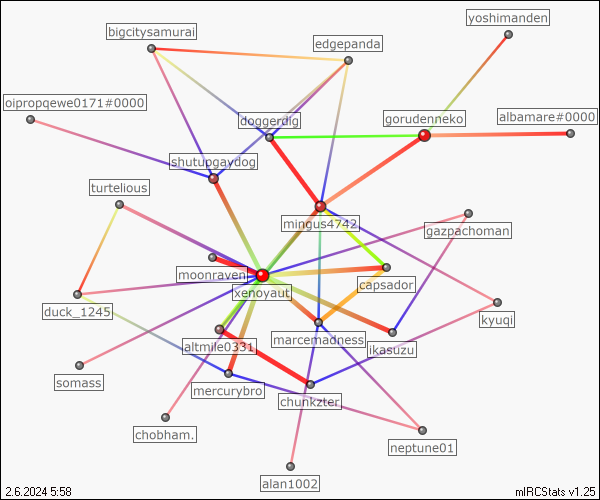 yoshimanden
bigcitysamurai
edgepanda
oipropqewe0171#0000
doggerdig
gorudenneko
albamare#0000
shutupgaydog
turtelious
mingus4742
gazpachoman
moonraven
xenoyaut
capsador
duck_1245
kyuqi
altmile0331
marcemadness
ikasuzu
somass
mercurybro
chunkzter
chobham.
neptune01
alan1002
2.6.2024 5:58
mIRCStats v1.25